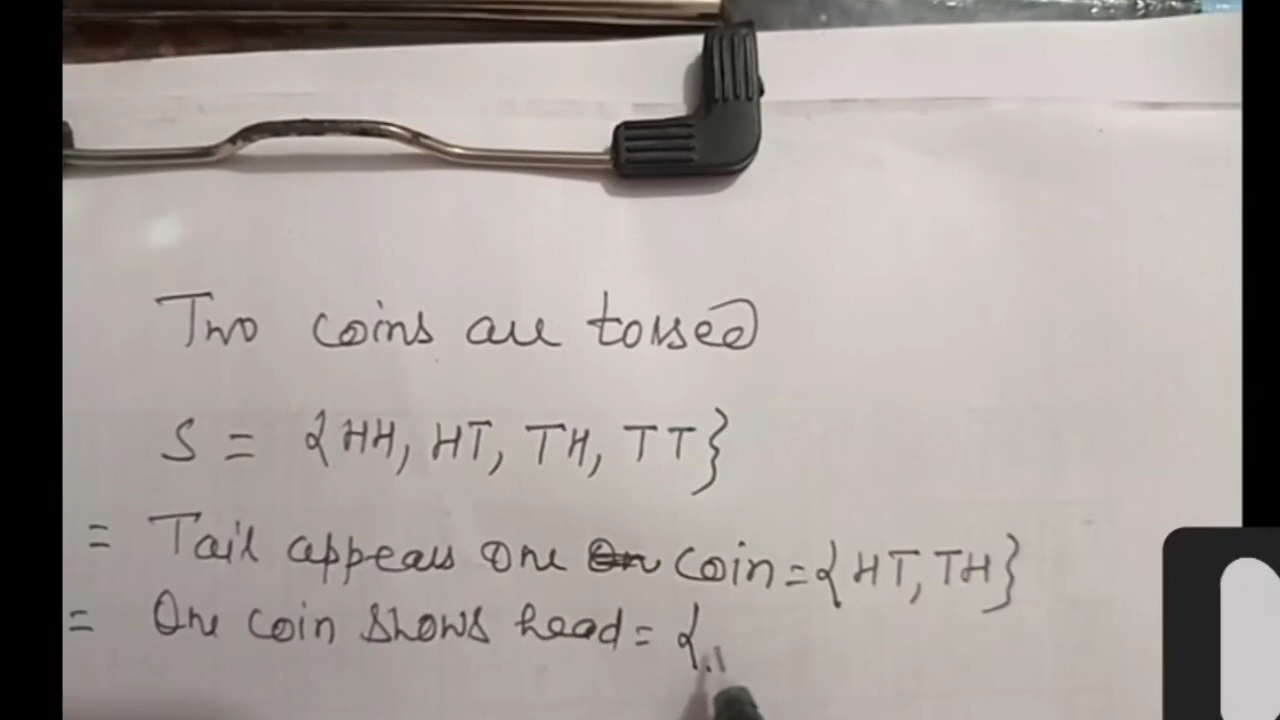 Two coins are tossed
S = {HH, HT, TH, TT}
= Tail appears one coin = {HT, TH}
= One coin shows head = {